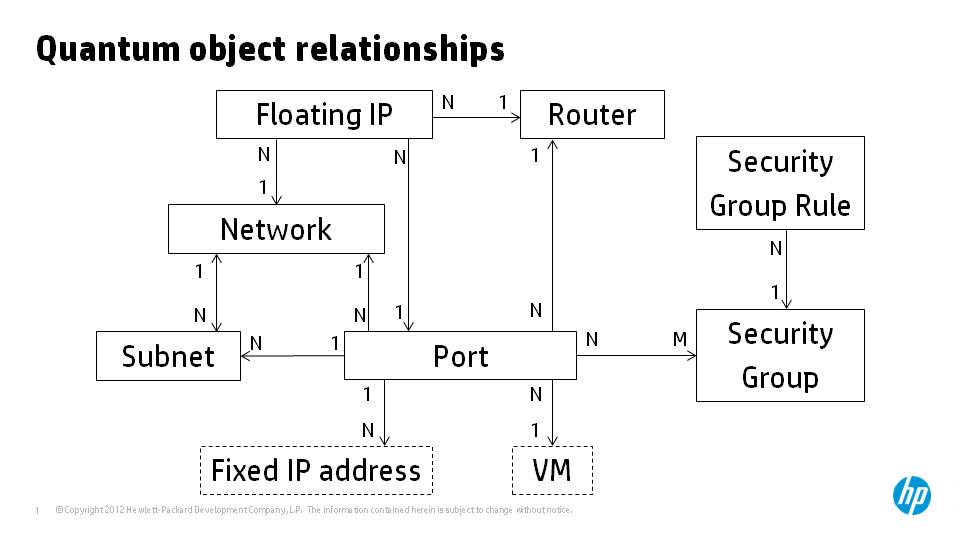 Quantum object relationships
Floating IP
N
1
Router
N
N
1
Security
Group Rule
1
Network
N
1
1
1
N
N
1
N
Security
Group
Subnet
N
1
Port
N
M
1
N
N
1
Fixed IP address
VM
hp
1
©Copyright 2012 Hewlett-Packard Development Company, L.P. The information contained herein is subject to change without notice.